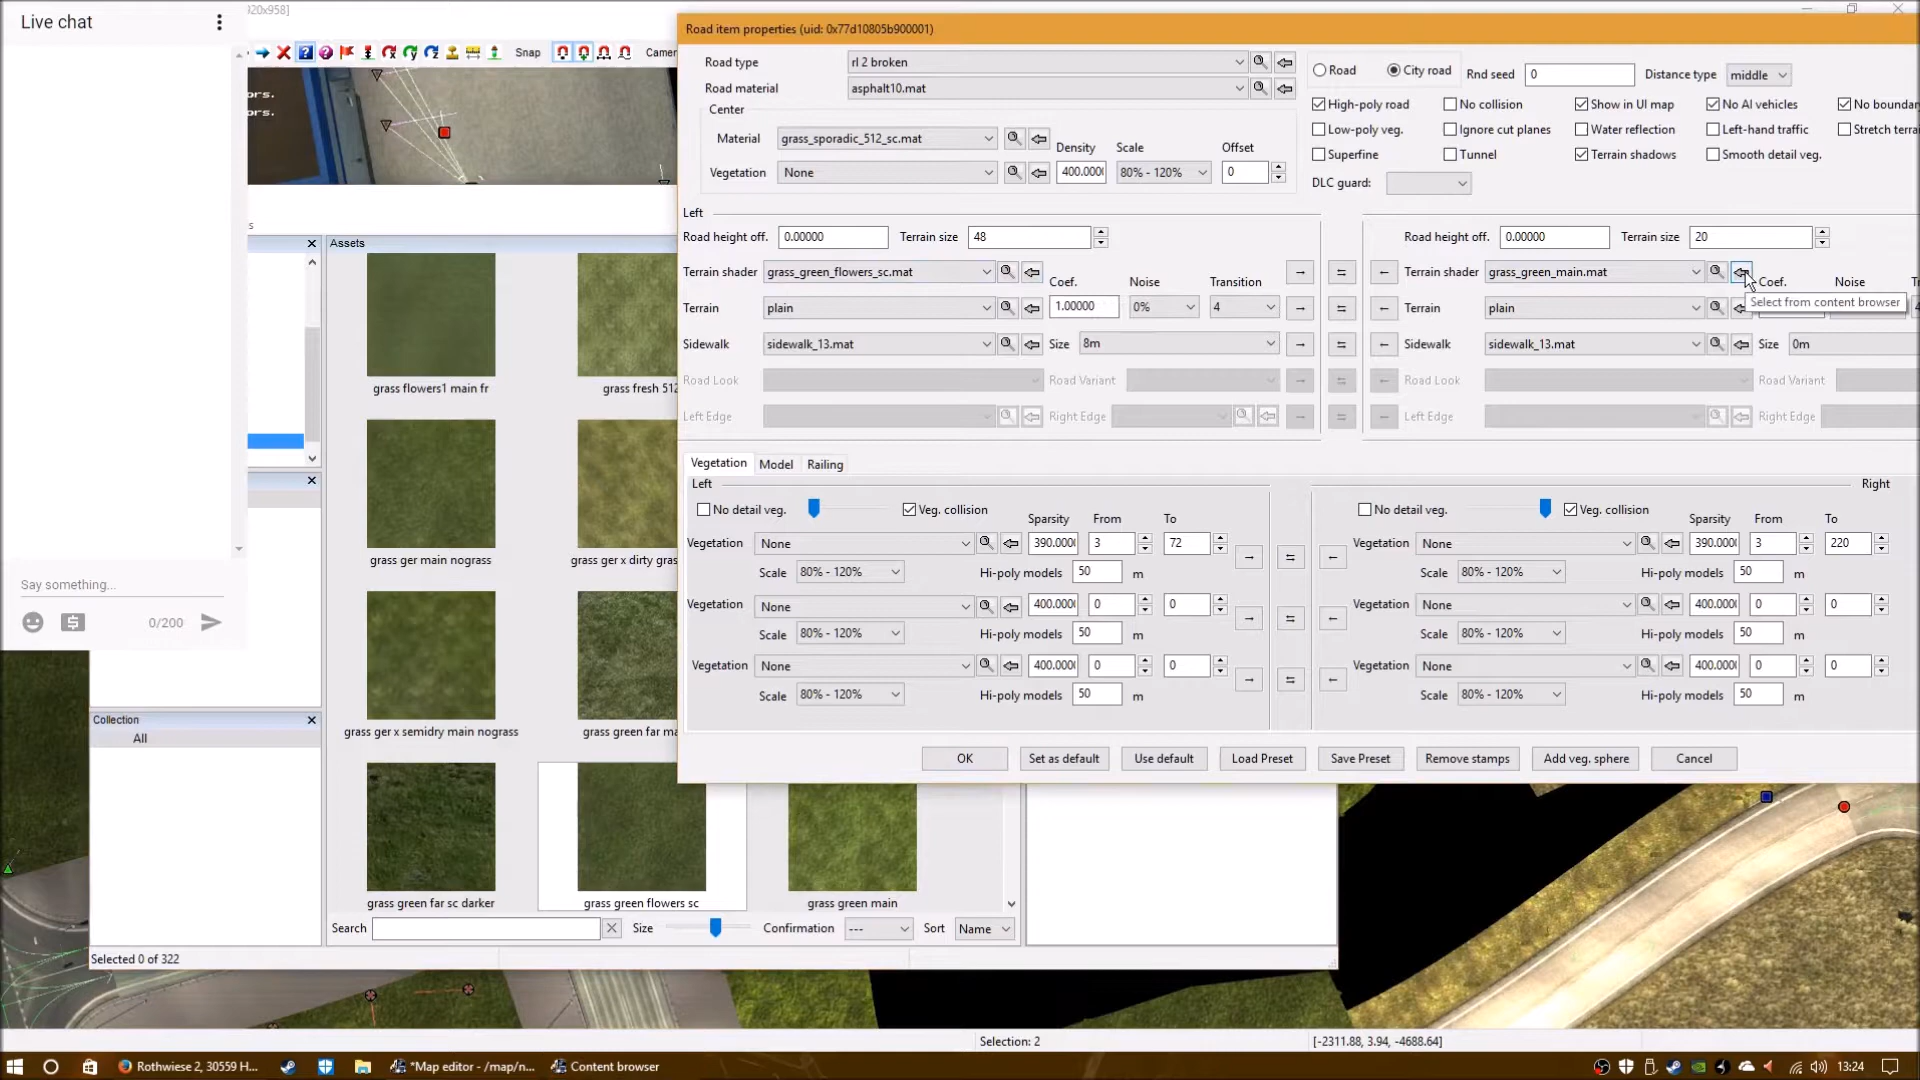 Live chat
920x958]
Snap
Camer
ors.
ors.
s
Assets
grass flowers1 main fr
grass fresh 512
grass ger main nograss
grass ger x dirty gras
grass ger x semidry main nograss
grass green far ma
grass green far sc darker
grass green flowers sc
grass green main
Say something...
0/200
Collection
All
Search
Size
Confirmation
---
Sort
Name
Selected 0 of 322
Road item properties (uid: 0x77d10805b900001)
Road type
rl 2 broken
Road material
asphalt10.mat
Center
Material
grass_sporadic_512_sc.mat
Density
Scale
Offset
Vegetation
None
400.000(
80% - 120%
0
Road
City road
Rnd seed
0
Distance type
middle
High-poly road
No collision
Show in UI map
No AI vehicles
No boundary
Low-poly veg.
Ignore cut planes
Water reflection
Left-hand traffic
Stretch terrai
Superfine
Tunnel
Terrain shadows
Smooth detail veg.
DLC guard:
Left
Road height off.
0.00000
Terrain size
48
Terrain shader
grass_green_flowers_sc.mat
Coef.
Noise
Transition
Terrain
plain
1.00000
0%
4
Sidewalk
sidewalk_13.mat
Size
8m
Road Look
Road Variant
Left Edge
Right Edge
Road height off.
0.00000
Terrain size
20
Terrain shader
grass_green_main.mat
Coef.
Noise
Select from content browser
Terrain
plain
Sidewalk
sidewalk_13.mat
Size
0m
Road Look
Road Variant
Left Edge
Right Edge
Vegetation
Model
Railing
Left
No detail veg.
Veg. collision
Sparsity
From
To
Vegetation
None
390.000(
3
72
Scale
80% - 120%
Hi-poly models
50
m
Vegetation
None
400.000(
0
0
Scale
80% - 120%
Hi-poly models
50
m
Vegetation
None
400.000(
0
0
Scale
80% - 120%
Hi-poly models
50
m
Right
No detail veg.
Veg. collision
Sparsity
From
To
Vegetation
None
390.000(
3
220
Scale
80% - 120%
Hi-poly models
50
m
Vegetation
None
400.000(
0
0
Scale
80% - 120%
Hi-poly models
50
m
Vegetation
None
400.000(
0
0
Scale
80% - 120%
Hi-poly models
50
m
OK
Set as default
Use default
Load Preset
Save Preset
Remove stamps
Add veg. sphere
Cancel
Selection: 2
[-2311.88, 3.94, -4688.64]
Rothwiese 2, 30559 H...
*Map editor - /map/n...
Content browser
13:24